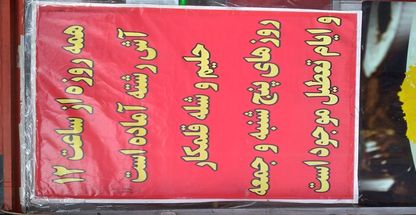 همه روزه از ساعت ۱۲
آش رشته آماده است
حلیم و شله قلمکار
روزهای پنج شنبه و جمعه
و ایام تعطیل موجود است